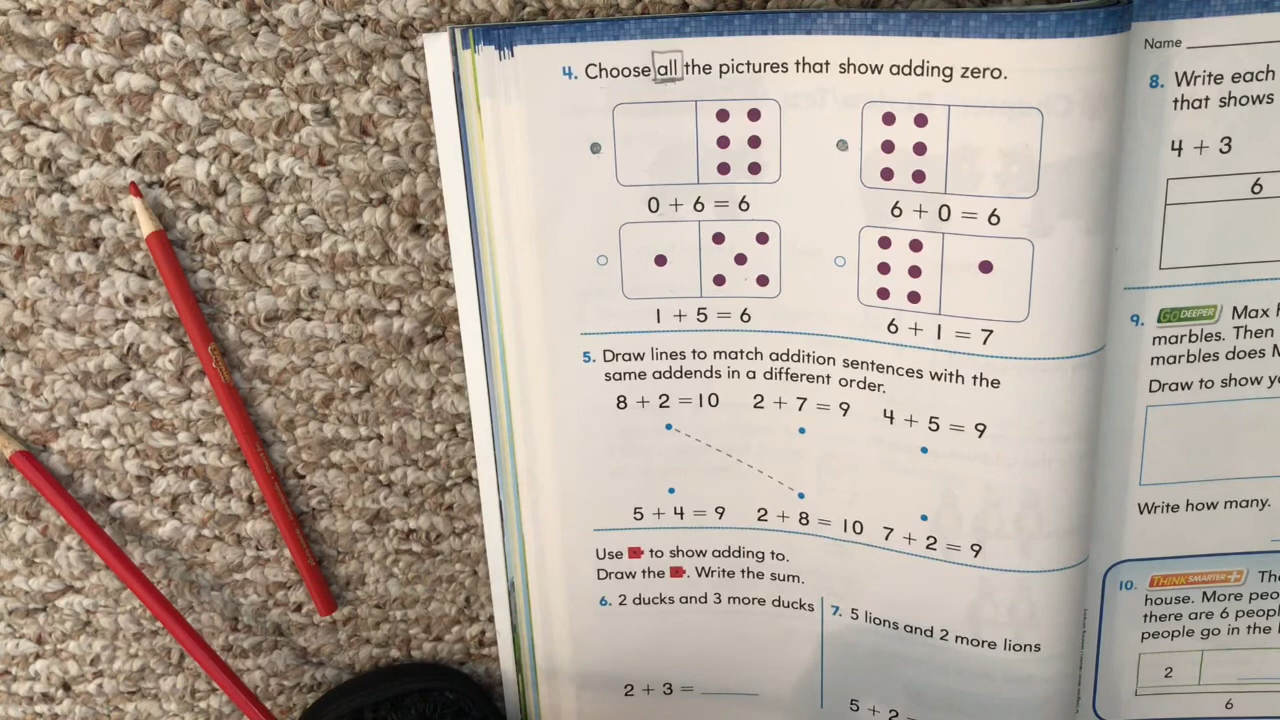 4. Choose all the pictures that show adding zero.
0 + 6 = 6
6 + 0 = 6
1 + 5 = 6
6 + 1 = 7
5. Draw lines to match addition sentences with the
same addends in a different order.
8 + 2 = 10 2 + 7 = 9 4 + 5 = 9
5 + 4 = 9 2 + 8 = 10 7 + 2 = 9
Use to show adding to.
Draw the . Write the sum.
6. 2 ducks and 3 more ducks
2 + 3 =
7. 5 lions and 2 more lions
5 + 2
Name
8. Write each
that shows
4 + 3
6
9. GO DEEPER Max
marbles. Then
marbles does
Draw to show
Write how many.
10. THINK SMARTER +
house. More
there are 6
people go in the
2
6